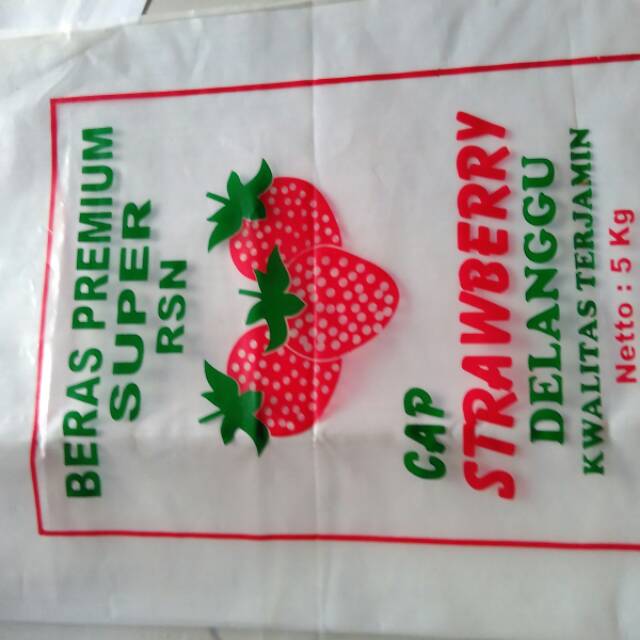 BERAS PREMIUM
SUPER
RSN
CAP
STRAWBERRY
DELANGGU
KWALITAS TERJAMIN
Netto : 5 Kg